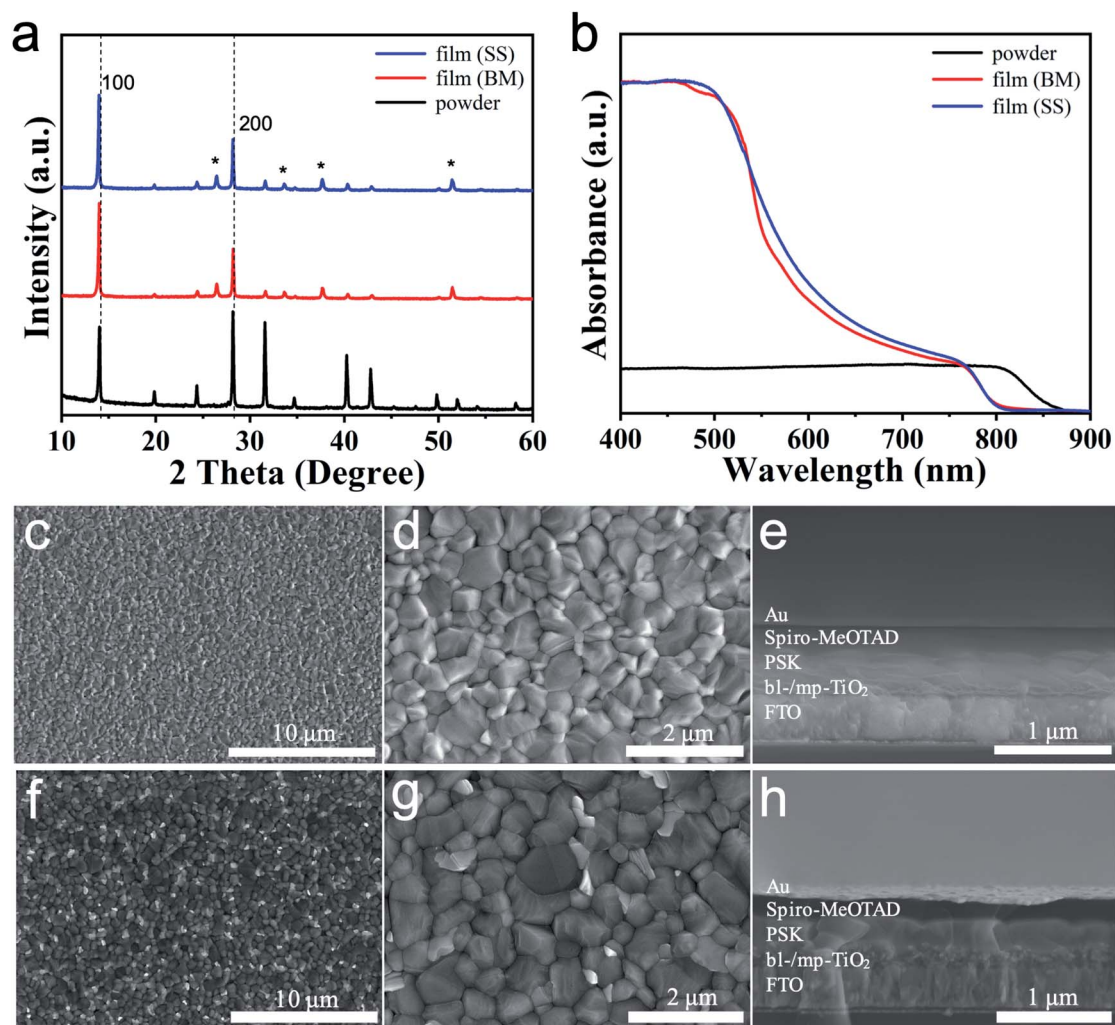 a
film (SS)
film (BM)
powder
100
200
* * * *
Intensity (a.u.)
10 20 30 40 50 60
2 Theta (Degree)
b
powder
film (BM)
film (SS)
Absorbance (a.u.)
400 500 600 700 800 900
Wavelength (nm)
c
10 μm
d
2 μm
e
Au
Spiro-MeOTAD
PSK
bl-/mp-TiO₂
FTO
1 μm
f
10 μm
g
2 μm
h
Au
Spiro-MeOTAD
PSK
bl-/mp-TiO₂
FTO
1 μm